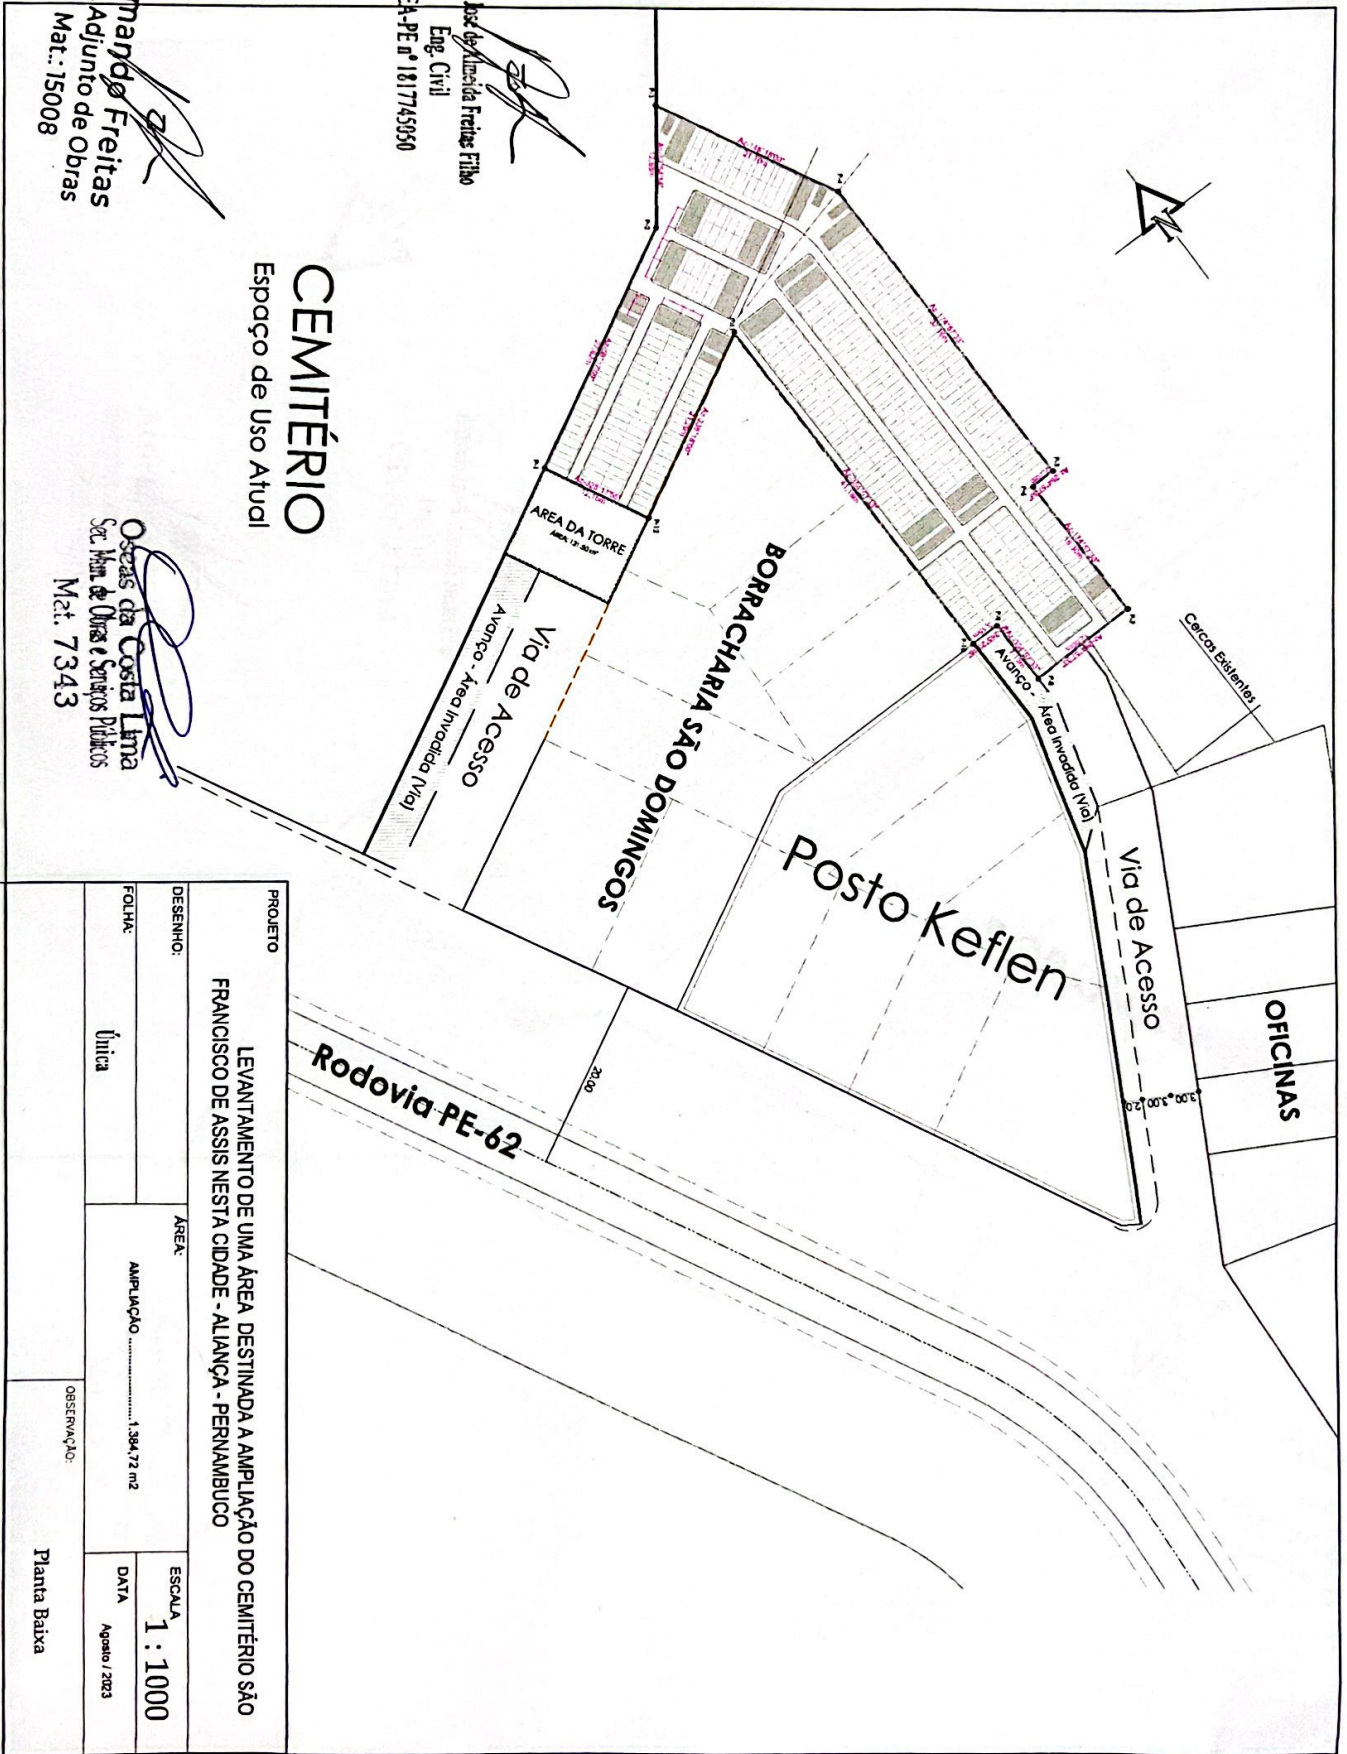 Cercas Existentes
OFICINAS
Via de Acesso
3.00
3.00
2.0
Avanço - Área Invadida (Via)
Posto Keflen
BORRACHARIA SÃO DOMINGOS
AREA DA TORRE
Via de Acesso
Avanço - Área Invadida (Via)
20.00
Rodovia PE-62
CEMITÉRIO
Espaço de Uso Atual
José de Almeida Freitas Filho
Eng. Civil
EA-PE nº 1817745050
mando Freitas
Adjunto de Obras
Mat.: 15008
Oseas da Costa Lima
Sec. Mun. de Obras e Serviços Públicos
Mat. 7343
PROJETO
LEVANTAMENTO DE UMA ÁREA DESTINADA A AMPLIAÇÃO DO CEMITÉRIO SÃO
FRANCISCO DE ASSIS NESTA CIDADE - ALIANÇA - PERNAMBUCO
DESENHO:
ÁREA:
AMPLIAÇÃO ........................1.384,72 m2
ESCALA
1 : 1000
FOLHA:
Única
DATA
Agosto / 2023
OBSERVAÇÃO:
Planta Baixa